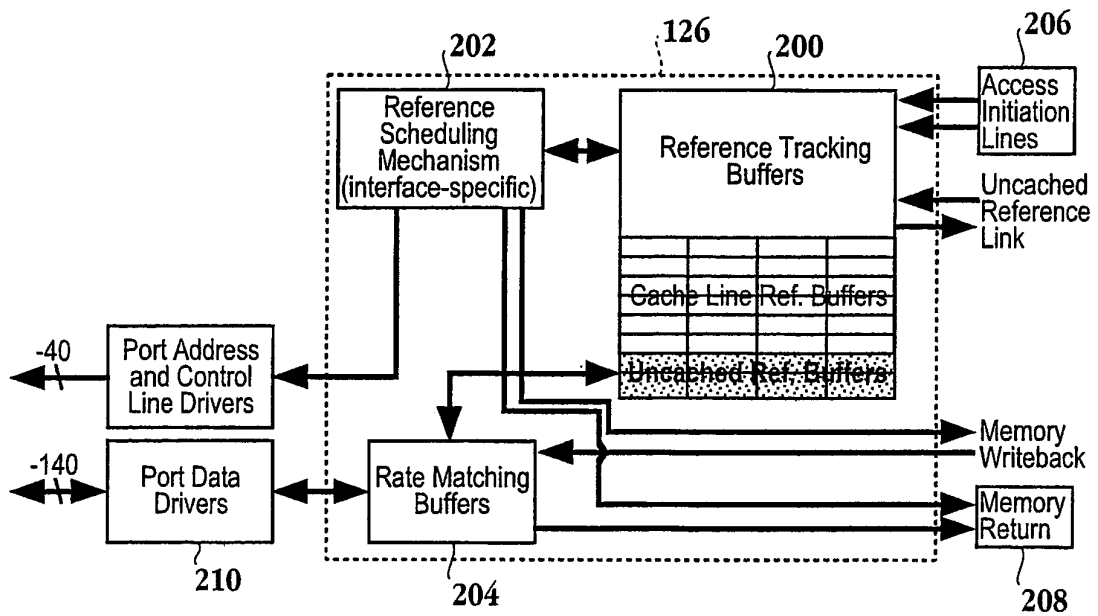 126
206
202
200
Reference
Scheduling
Mechanism
(interface-specific)
Reference Tracking
Buffers
Access
Initiation
Lines
Uncached
Reference
Link
Cache Line Ref. Buffers
Uncached Ref. Buffers
-40
Port Address
and Control
Line Drivers
-140
Port Data
Drivers
Rate Matching
Buffers
Memory
Writeback
Memory
Return
210
204
208